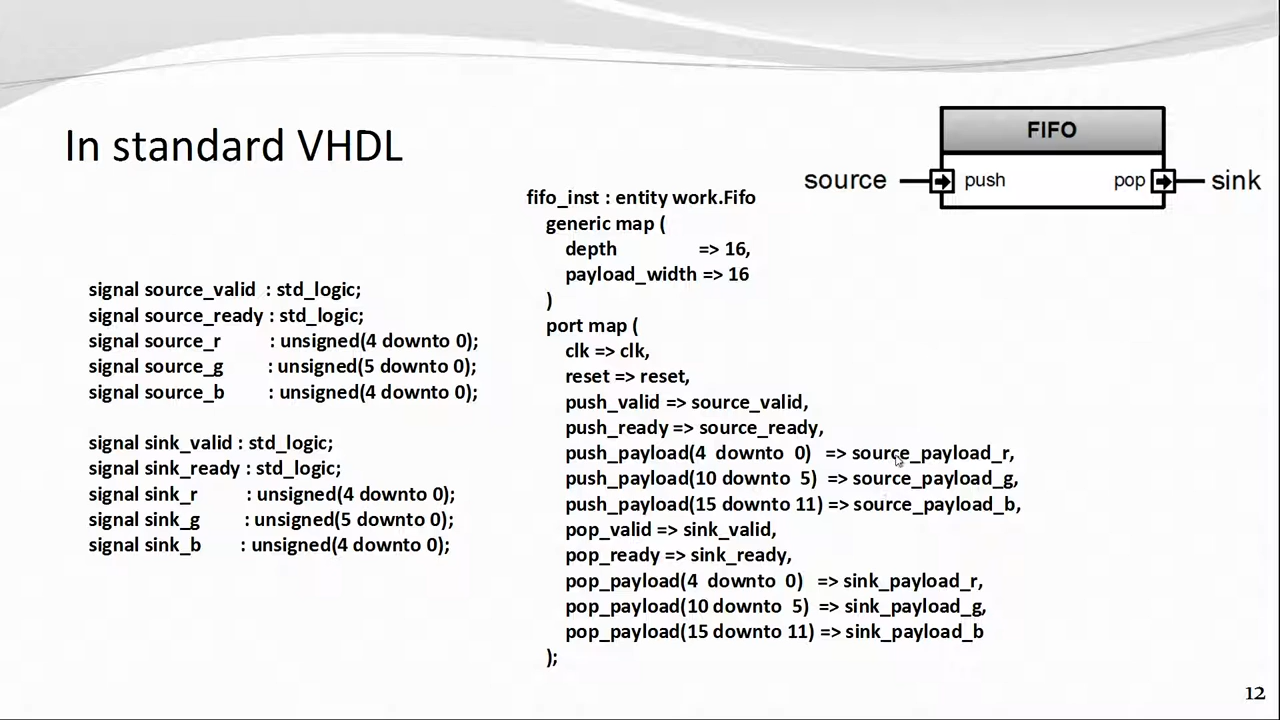 In standard VHDL
FIFO
source
push
pop
sink
signal source_valid : std_logic;
signal source_ready : std_logic;
signal source_r : unsigned(4 downto 0);
signal source_g : unsigned(5 downto 0);
signal source_b : unsigned(4 downto 0);
signal sink_valid : std_logic;
signal sink_ready : std_logic;
signal sink_r : unsigned(4 downto 0);
signal sink_g : unsigned(5 downto 0);
signal sink_b : unsigned(4 downto 0);
fifo_inst : entity work.Fifo
generic map (
depth => 16,
payload_width => 16
)
port map (
clk => clk,
reset => reset,
push_valid => source_valid,
push_ready => source_ready,
push_payload(4 downto 0) => source_payload_r,
push_payload(10 downto 5) => source_payload_g,
push_payload(15 downto 11) => source_payload_b,
pop_valid => sink_valid,
pop_ready => sink_ready,
pop_payload(4 downto 0) => sink_payload_r,
pop_payload(10 downto 5) => sink_payload_g,
pop_payload(15 downto 11) => sink_payload_b
);
12